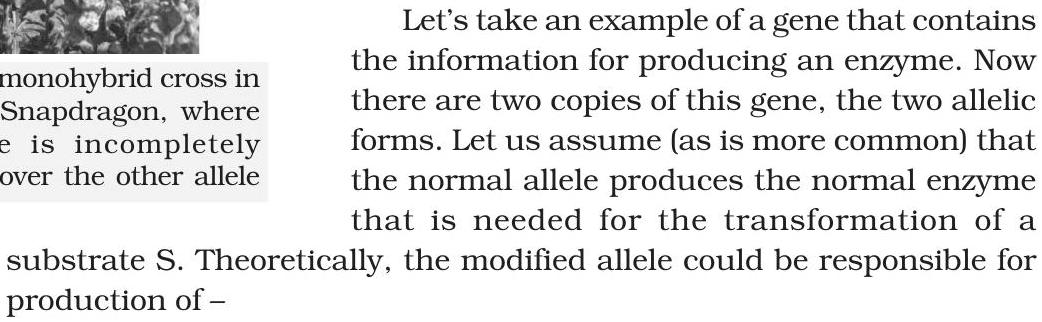 monohybrid cross in
Snapdragon, where
e is incompletely
over the other allele
Let's take an example of a gene that contains
the information for producing an enzyme. Now
there are two copies of this gene, the two allelic
forms. Let us assume (as is more common) that
the normal allele produces the normal enzyme
that is needed for the transformation of a
substrate S. Theoretically, the modified allele could be responsible for
production of –